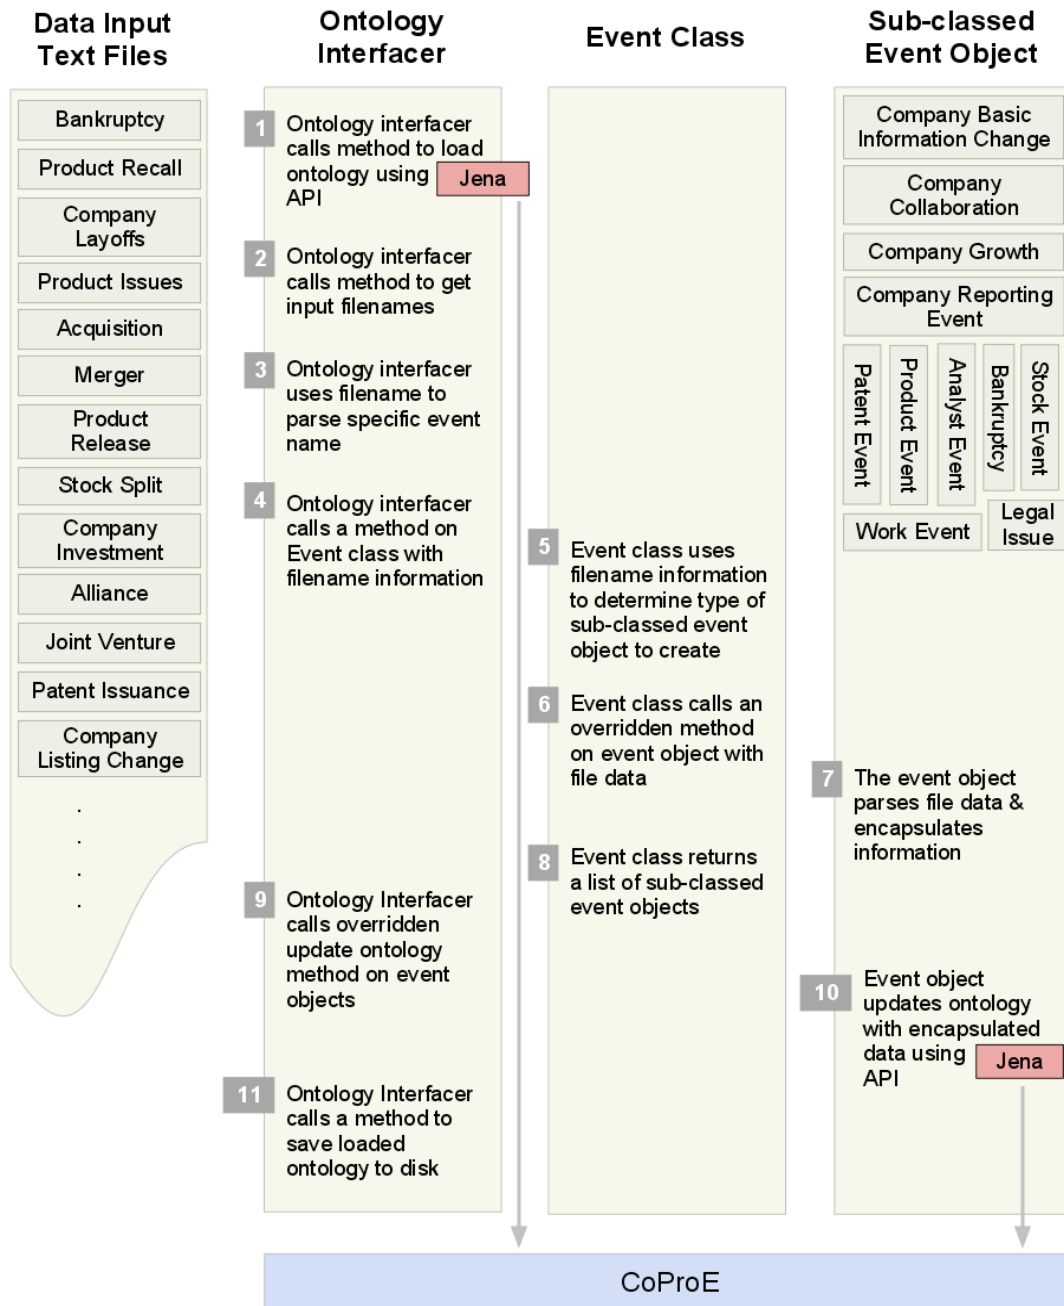 Data Input
Text Files
Ontology
Interfacer
Event Class
Sub-classed
Event Object
Bankruptcy
Product Recall
Company
Layoffs
Product Issues
Acquisition
Merger
Product
Release
Stock Split
Company
Investment
Alliance
Joint Venture
Patent Issuance
Company
Listing Change
.
.
.
.
1
Ontology interfacer
calls method to load
ontology using
Jena
API
2
Ontology interfacer
calls method to get
input filenames
3
Ontology interfacer
uses filename to
parse specific event
name
4
Ontology interfacer
calls a method on
Event class with
filename information
9
Ontology Interfacer
calls overridden
update ontology
method on event
objects
11
Ontology Interfacer
calls a method to
save loaded
ontology to disk
5
Event class uses
filename information
to determine type of
sub-classed event
object to create
6
Event class calls an
overridden method
on event object with
file data
8
Event class returns
a list of sub-classed
event objects
Company Basic
Information Change
Company
Collaboration
Company Growth
Company Reporting
Event
Patent Event
Product Event
Analyst Event
Bankruptcy
Stock Event
Work Event
Legal
Issue
7
The event object
parses file data &
encapsulates
information
10
Event object
updates ontology
with encapsulated
data using
Jena
API
CoProE